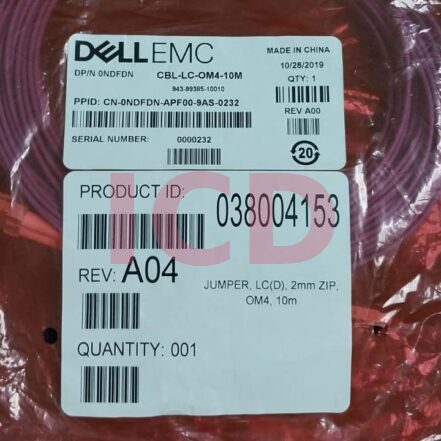 DELLEMC
MADE IN CHINA
DP/N 0NDFDN
CBL-LC-OM4-10M
10/28/2019
943-99385-10010
QTY: 1
PPID: CN-0NDFDN-APF00-9AS-0232
REV A00
SERIAL NUMBER:
0000232
20
PRODUCT ID:
038004153
ICD
REV: A04
JUMPER, LC(D), 2mm ZIP,
OM4, 10m
QUANTITY: 001